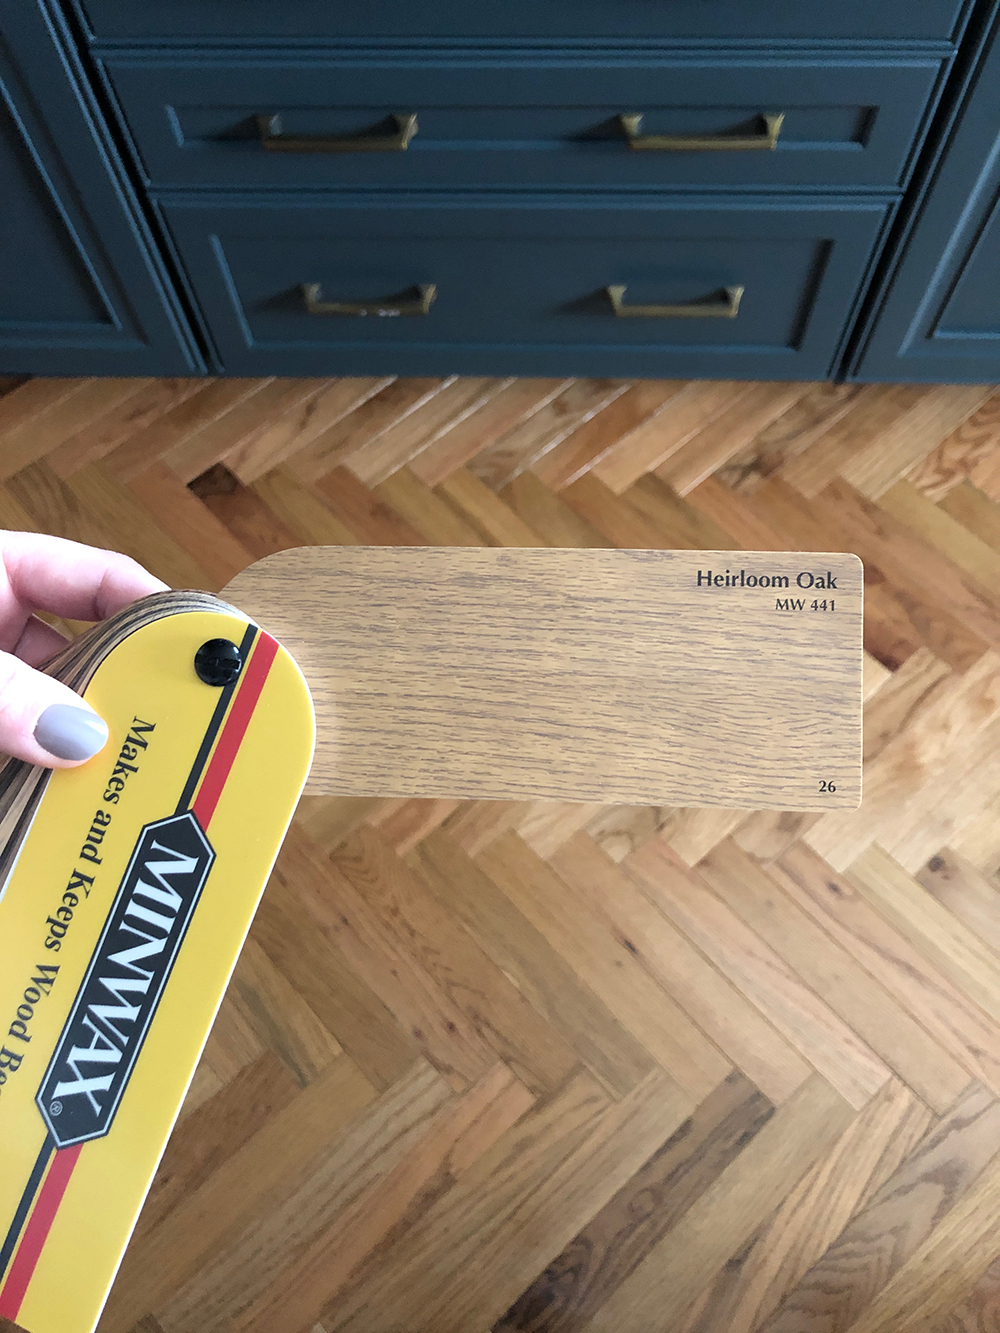 Heirloom Oak
MW 441
26
Makes and Keeps Wood
MINWAX®